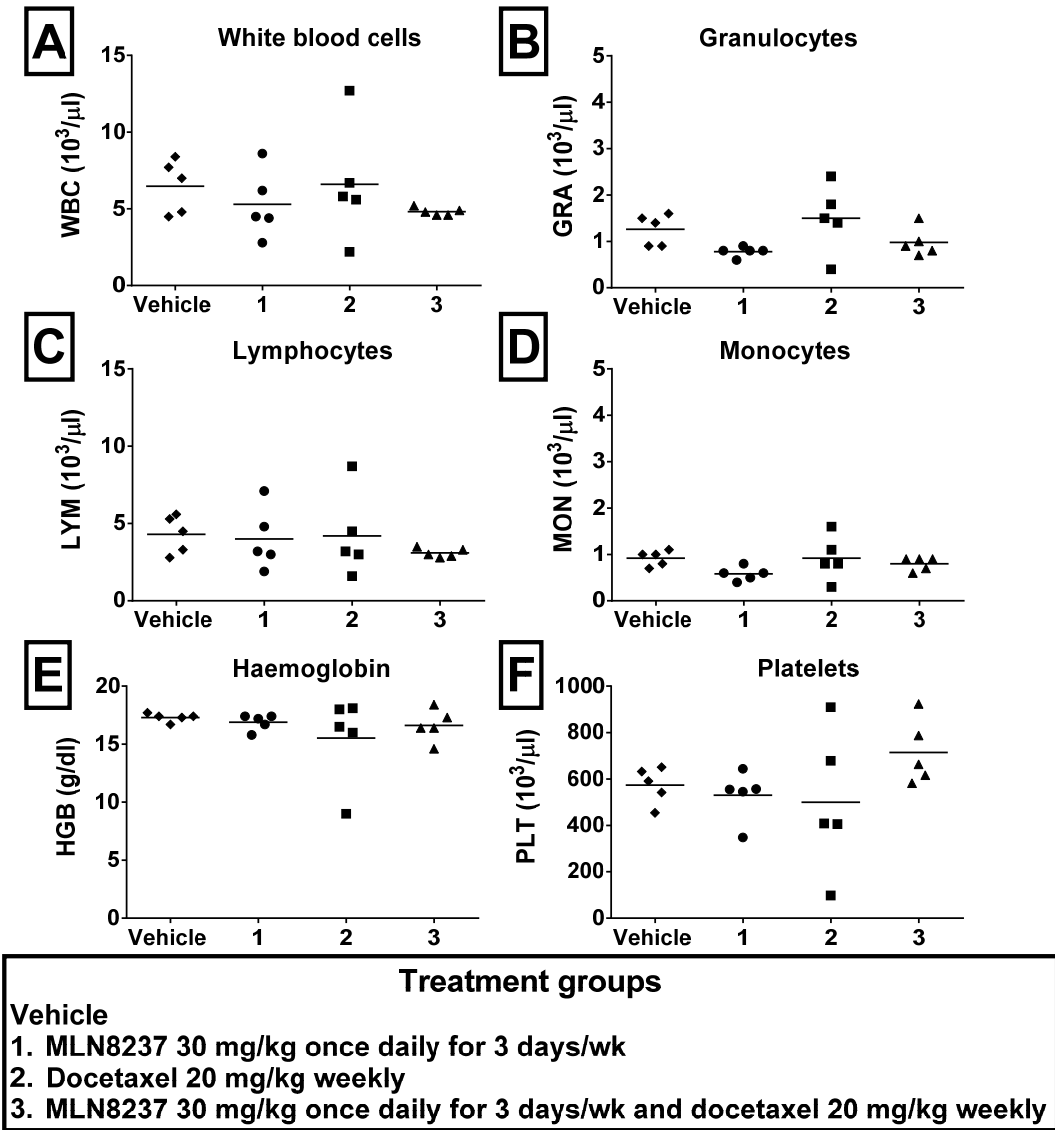 A
White blood cells
WBC (10³/µl)
15
10
5
0
Vehicle 1 2 3
B
Granulocytes
GRA (10³/µl)
5
4
3
2
1
0
Vehicle 1 2 3
C
Lymphocytes
LYM (10³/µl)
15
10
5
0
Vehicle 1 2 3
D
Monocytes
MON (10³/µl)
5
4
3
2
1
0
Vehicle 1 2 3
E
Haemoglobin
HGB (g/dl)
20
15
10
5
0
Vehicle 1 2 3
F
Platelets
PLT (10³/µl)
1000
800
600
400
200
0
Vehicle 1 2 3
Treatment groups
Vehicle
1. MLN8237 30 mg/kg once daily for 3 days/wk
2. Docetaxel 20 mg/kg weekly
3. MLN8237 30 mg/kg once daily for 3 days/wk and docetaxel 20 mg/kg weekly